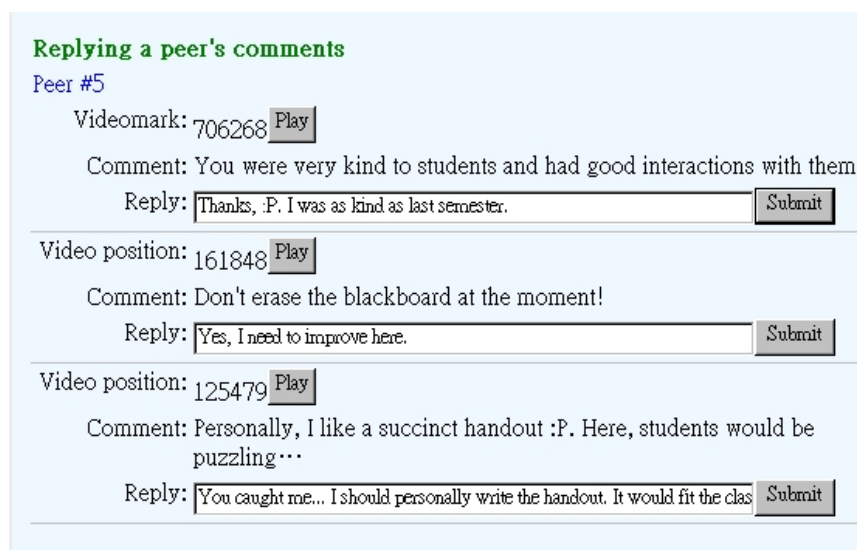 Replying a peer's comments
Peer #5
Videomark: 706268 Play
Comment: You were very kind to students and had good interactions with them
Reply: Thanks, :P. I was as kind as last semester. Submit
Video position: 161848 Play
Comment: Don't erase the blackboard at the moment!
Reply: Yes, I need to improve here. Submit
Video position: 125479 Play
Comment: Personally, I like a succinct handout :P. Here, students would be
puzzling⋯
Reply: You caught me... I should personally write the handout. It would fit the clas Submit